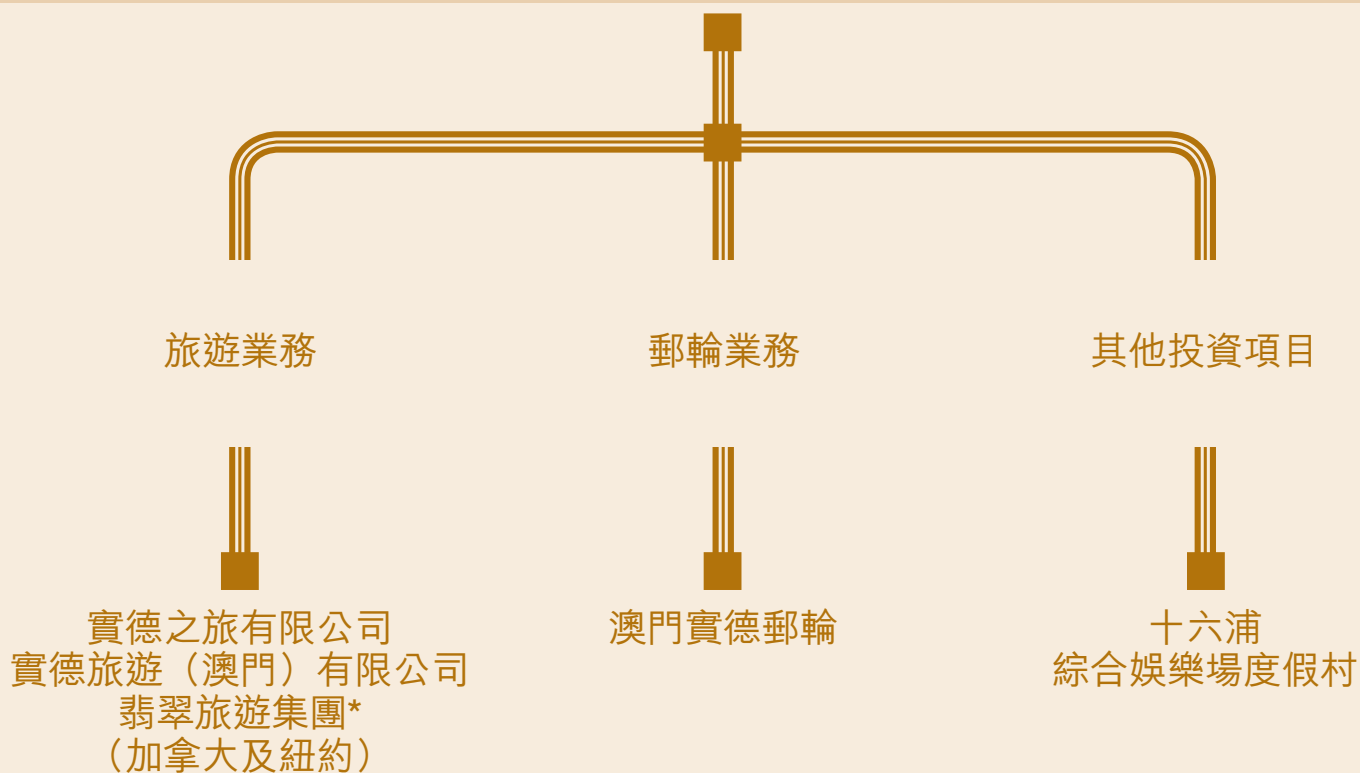 旅遊業務
郵輪業務
其他投資項目
實德之旅有限公司
實德旅遊（澳門）有限公司
翡翠旅遊集團*
（加拿大及紐約）
澳門實德郵輪
十六浦
綜合娛樂場度假村